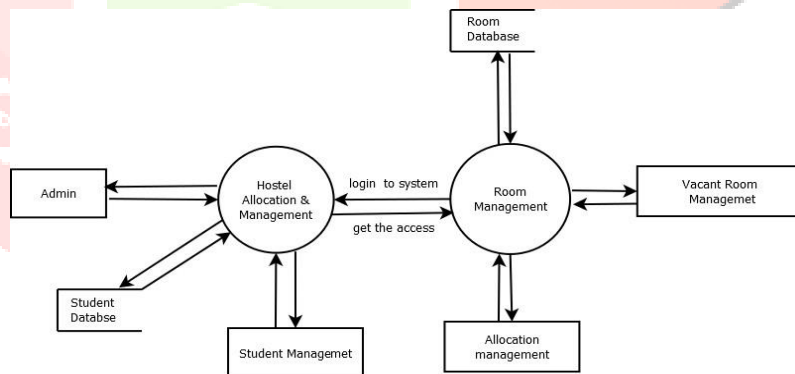 Room
Database
Admin
Hostel
Allocation &
Management
login to system
get the access
Room
Management
Vacant Room
Managemet
Student
Databse
Student Managemet
Allocation
management